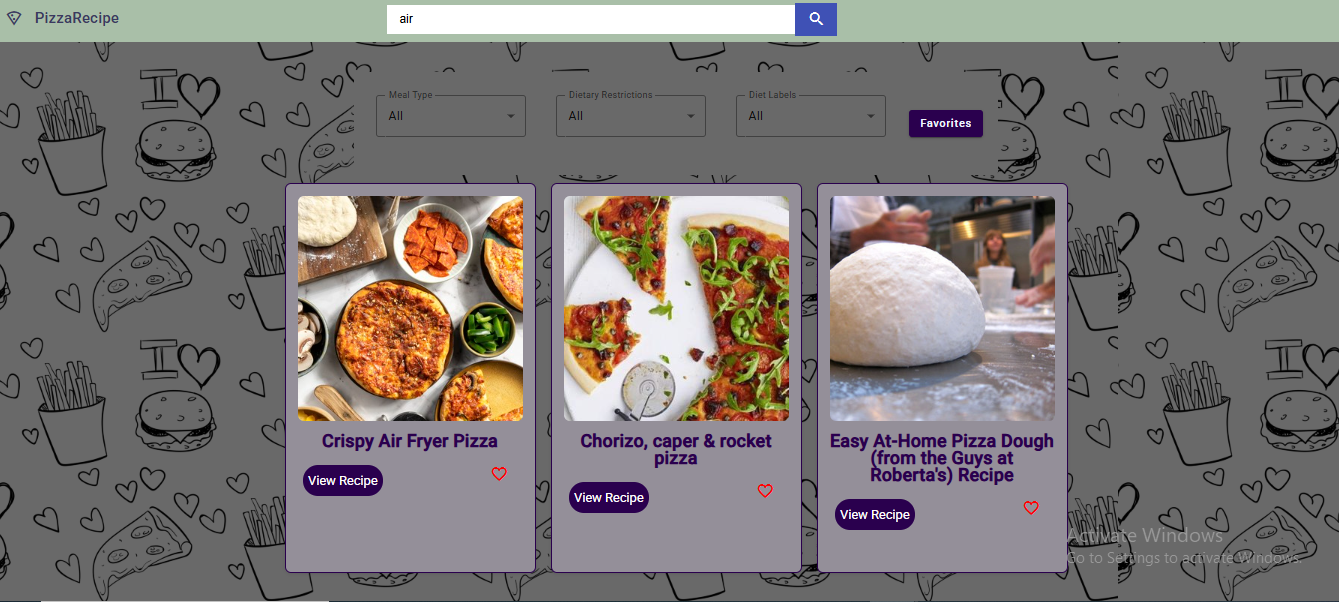 PizzaRecipe
air
Meal Type
All
Dietary Restrictions
All
Diet Labels
All
Favorites
I
I
I
I
Crispy Air Fryer Pizza
View Recipe
Chorizo, caper & rocket
pizza
View Recipe
Easy At-Home Pizza Dough
(from the Guys at
Roberta's) Recipe
View Recipe
Activate Windows
Go to Settings to activate Windows.